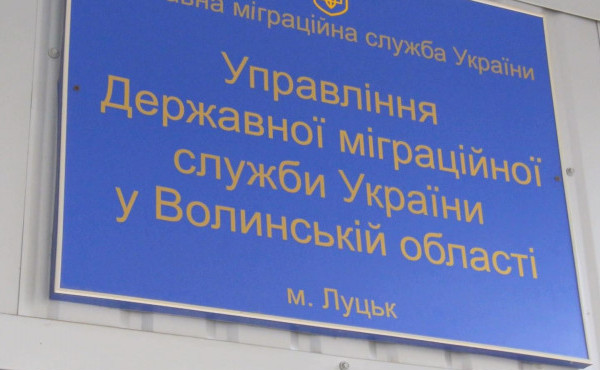 міграційна служба України
Управління
Державної міграційної
служби України
у Волинській області
м. Луцьк